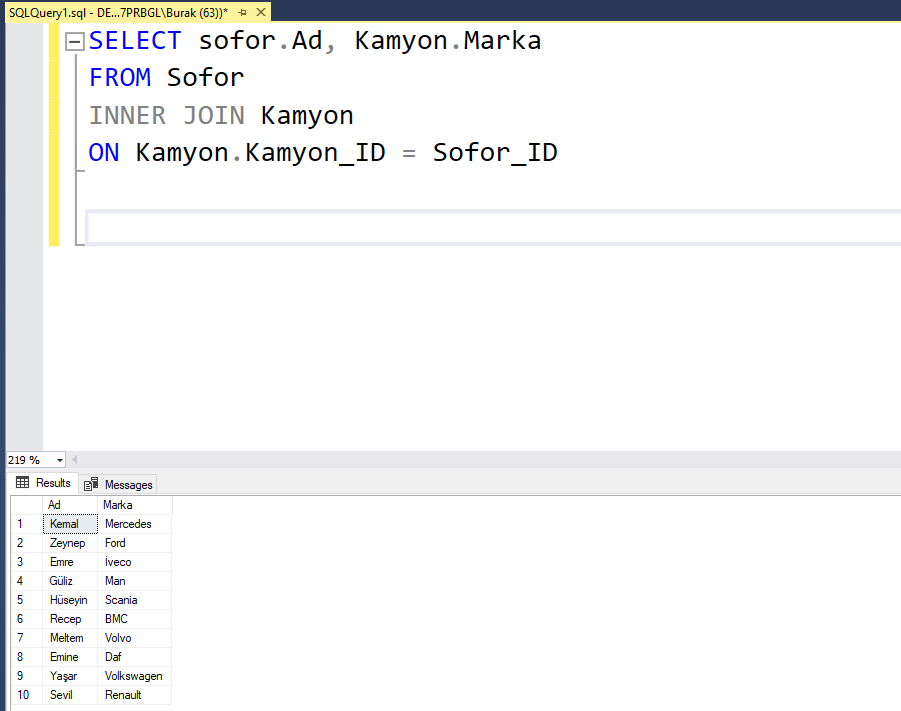 SQLQuery1.sql - DE...7PRBGL\Burak (63))*
SELECT sofor.Ad, Kamyon.Marka
FROM Sofor
INNER JOIN Kamyon
ON Kamyon.Kamyon_ID = Sofor_ID
219 %
Results Messages
Ad Marka
1 Kemal Mercedes
2 Zeynep Ford
3 Emre İveco
4 Güliz Man
5 Hüseyin Scania
6 Recep BMC
7 Meltem Volvo
8 Emine Daf
9 Yaşar Volkswagen
10 Sevil Renault